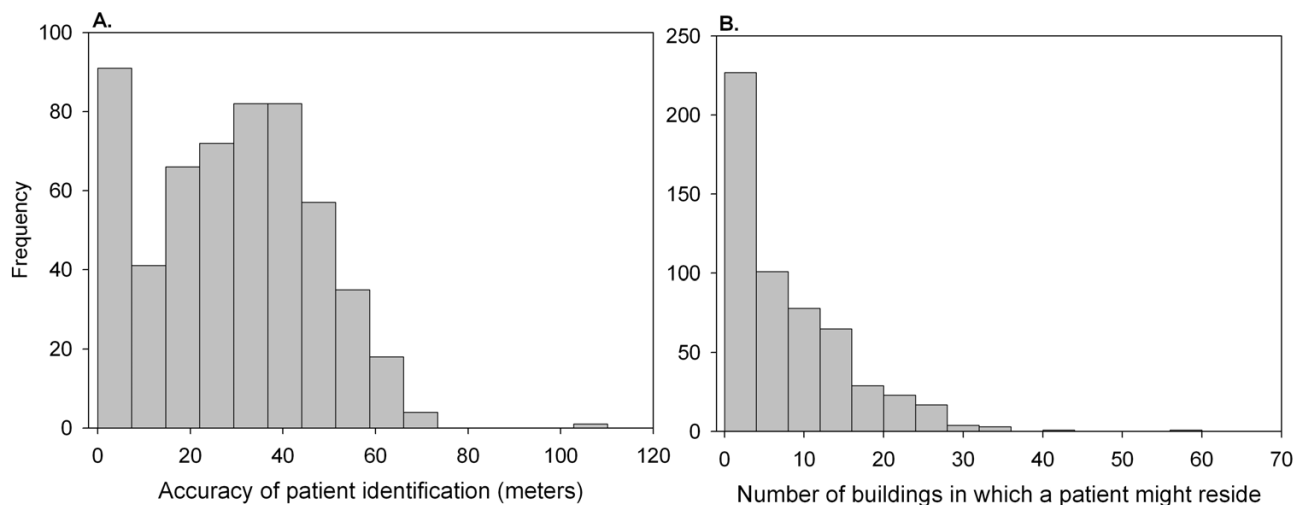 A.
100
80
60
40
20
0
Frequency
0 20 40 60 80 100 120
Accuracy of patient identification (meters)
B.
250
200
150
100
50
0
0 10 20 30 40 50 60 70
Number of buildings in which a patient might reside